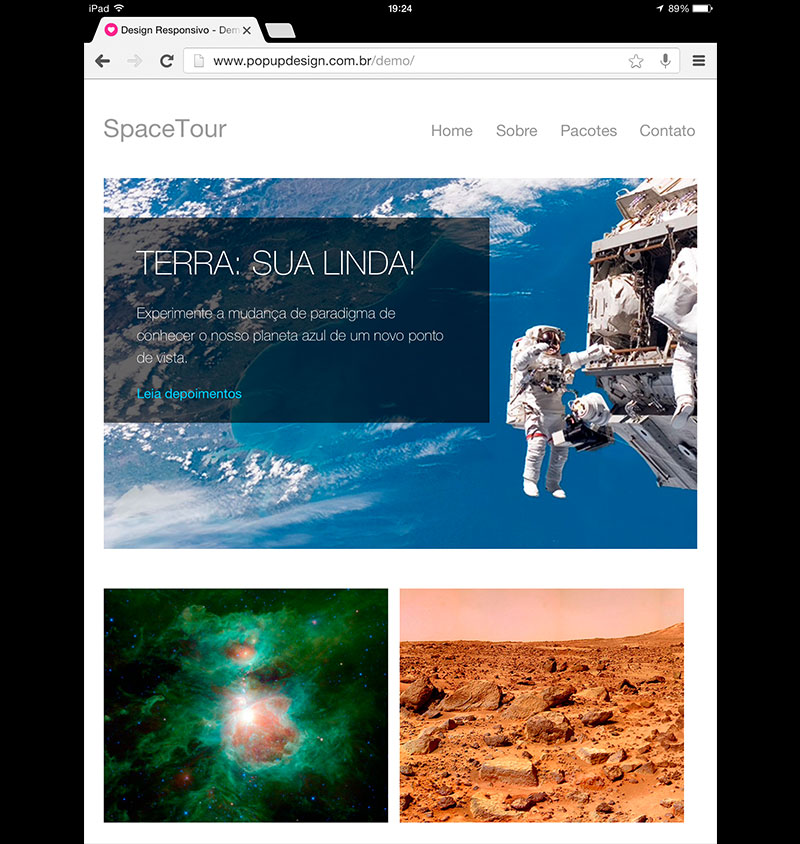 iPad 19:24 89%
Design Responsivo - Dem
www.popupdesign.com.br/demo/
SpaceTour
Home Sobre Pacotes Contato
TERRA: SUA LINDA!
Experimente a mudança de paradigma de
conhecer o nosso planeta azul de um novo ponto
de vista.
Leia depoimentos